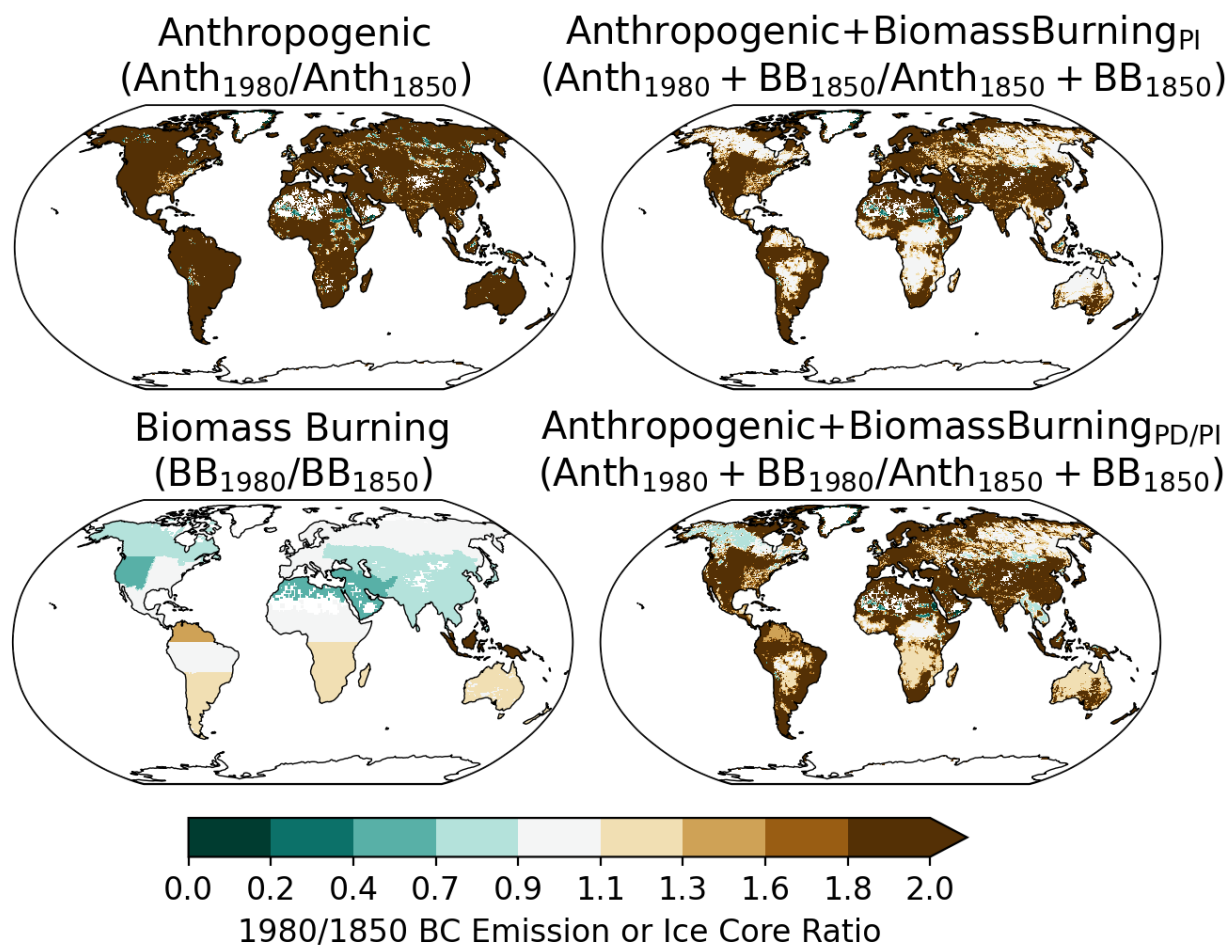 Anthropogenic
(Anth1980/Anth1850)
Anthropogenic+BiomassBurningPI
(Anth1980 + BB1850/Anth1850 + BB1850)
Biomass Burning
(BB1980/BB1850)
Anthropogenic+BiomassBurningPD/PI
(Anth1980 + BB1980/Anth1850 + BB1850)
0.0 0.2 0.4 0.7 0.9 1.1 1.3 1.6 1.8 2.0
1980/1850 BC Emission or Ice Core Ratio